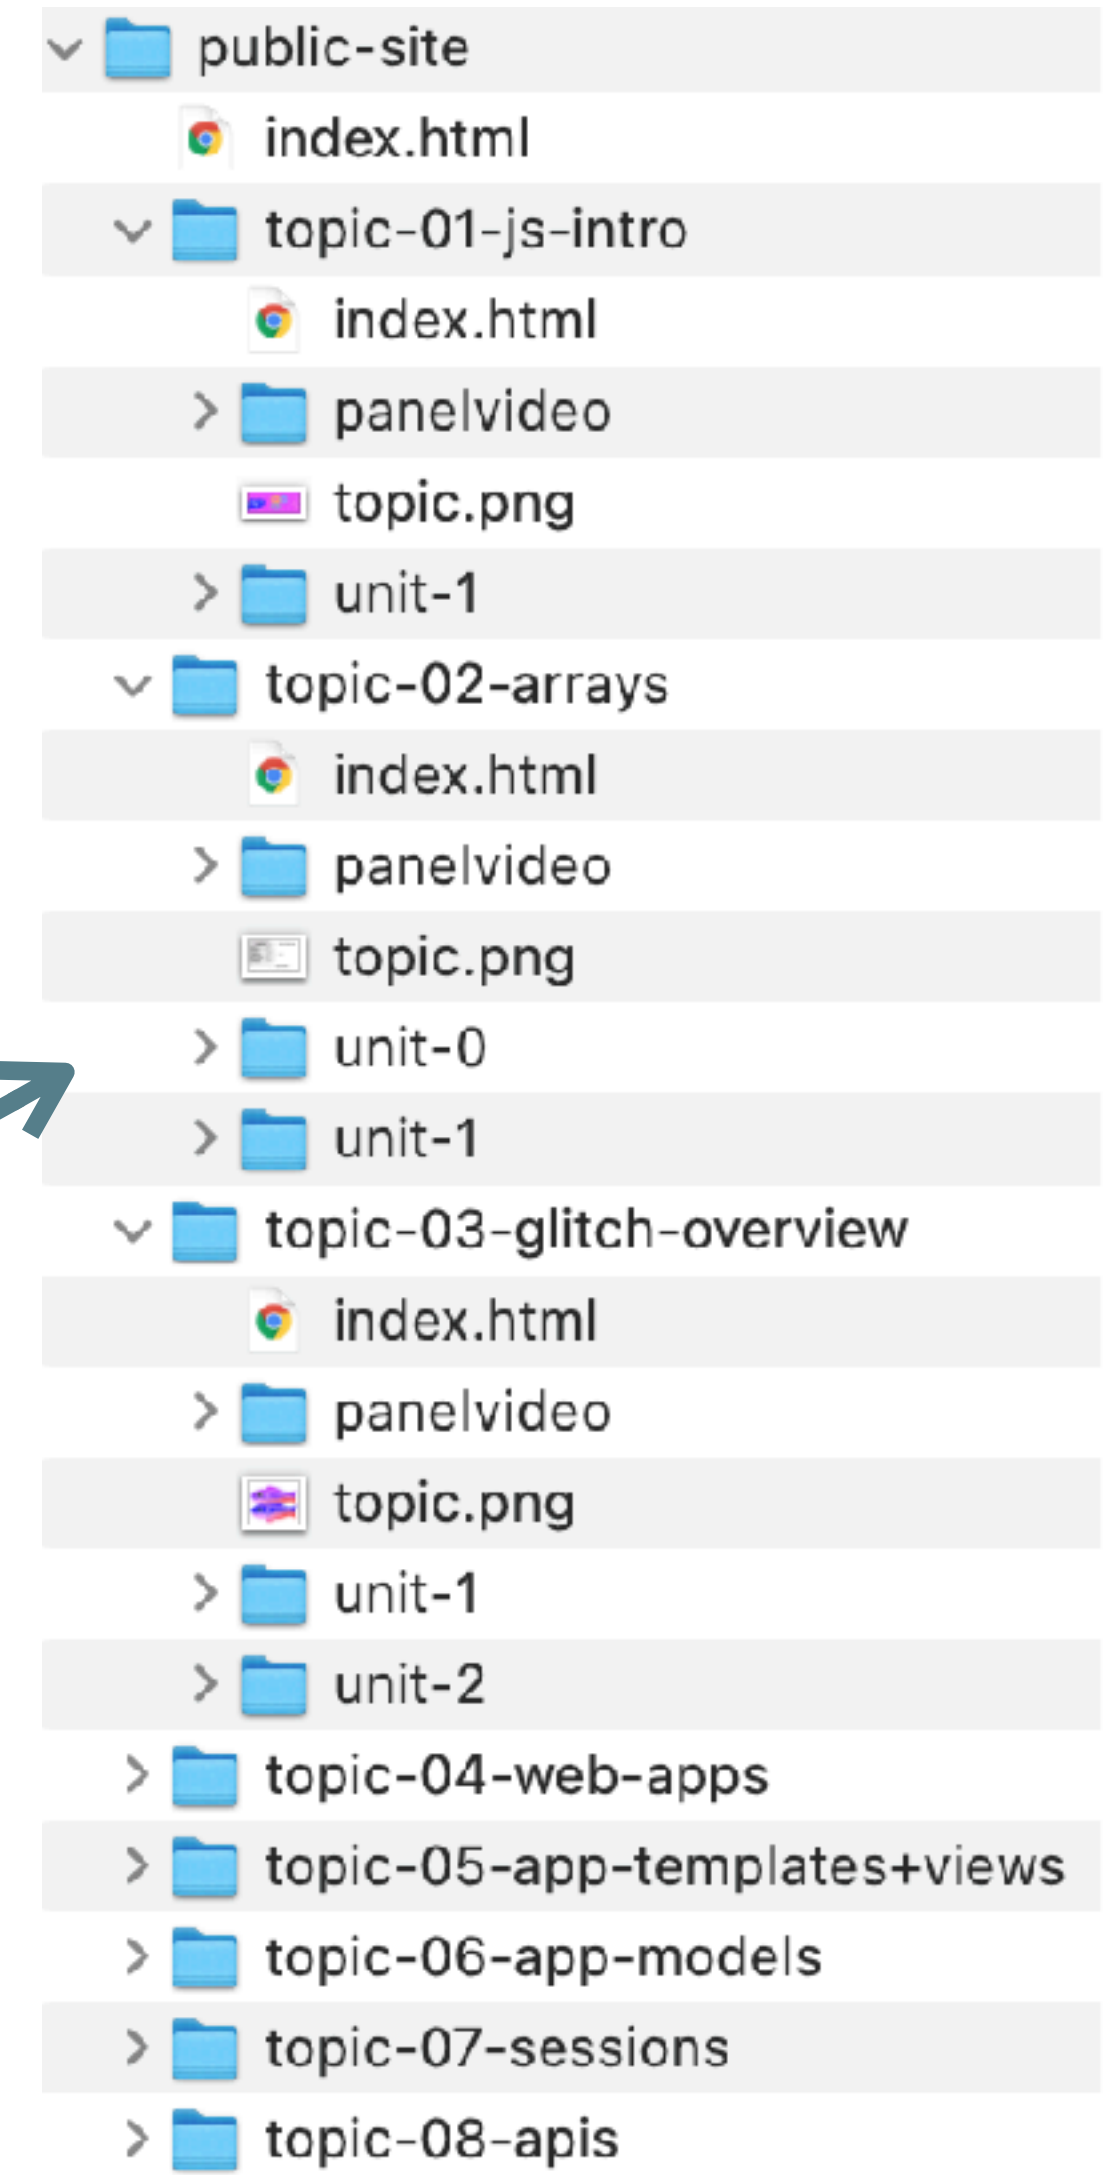 public-site
index.html
topic-01-js-intro
index.html
panelvideo
topic.png
unit-1
topic-02-arrays
index.html
panelvideo
topic.png
unit-0
unit-1
topic-03-glitch-overview
index.html
panelvideo
topic.png
unit-1
unit-2
topic-04-web-apps
topic-05-app-templates+views
topic-06-app-models
topic-07-sessions
topic-08-apis